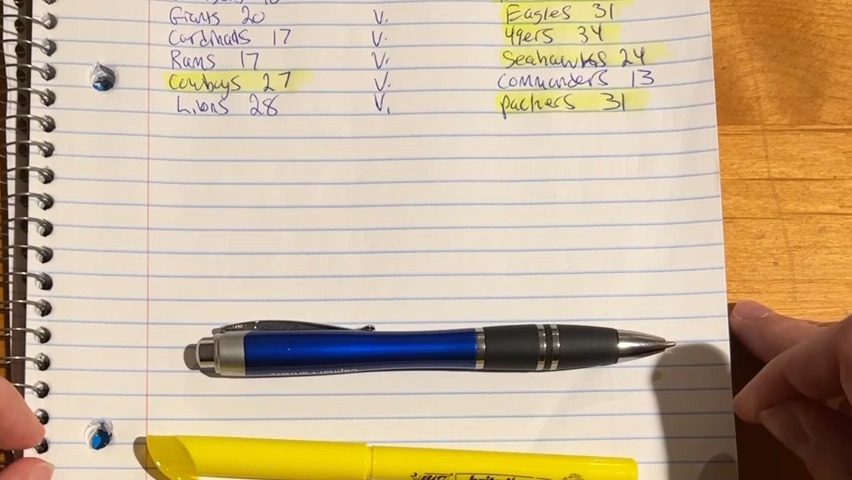 Giants 20 V. Eagles 31
Cardinals 17 V. 49ers 34
Rams 17 V. Seahawks 24
Cowboys 27 V. Commanders 13
Lions 28 V. Packers 31
BIC